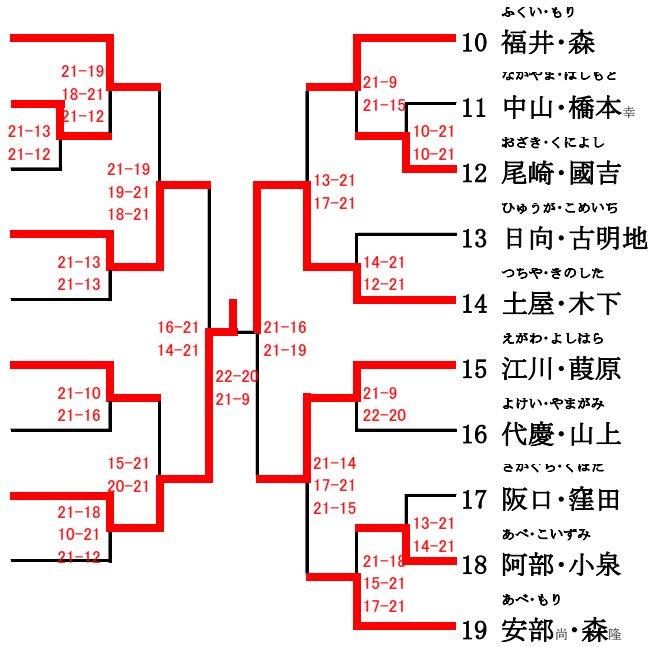 ふくい・もり
10 福井・森
21-19
18-21
21-12
21-9
21-15
なかやま・はしもと
11 中山・橋本幸
21-13
21-12
10-21
10-21
おざき・くによし
12 尾崎・國吉
21-19
19-21
18-21
13-21
17-21
ひゅうが・こめいち
13 日向・古明地
21-13
21-13
14-21
12-21
つちや・きのした
14 土屋・木下
16-21
14-21
21-16
21-19
えがわ・よしはら
15 江川・葭原
22-20
21-9
21-10
21-16
21-9
22-20
よけい・やまがみ
16 代慶・山上
15-21
20-21
21-14
17-21
21-15
さかぐち・くぼた
17 阪口・窪田
21-18
10-21
21-12
13-21
14-21
あべ・こいずみ
18 阿部・小泉
21-18
15-21
17-21
あべ・もり
19 安部尚・森隆